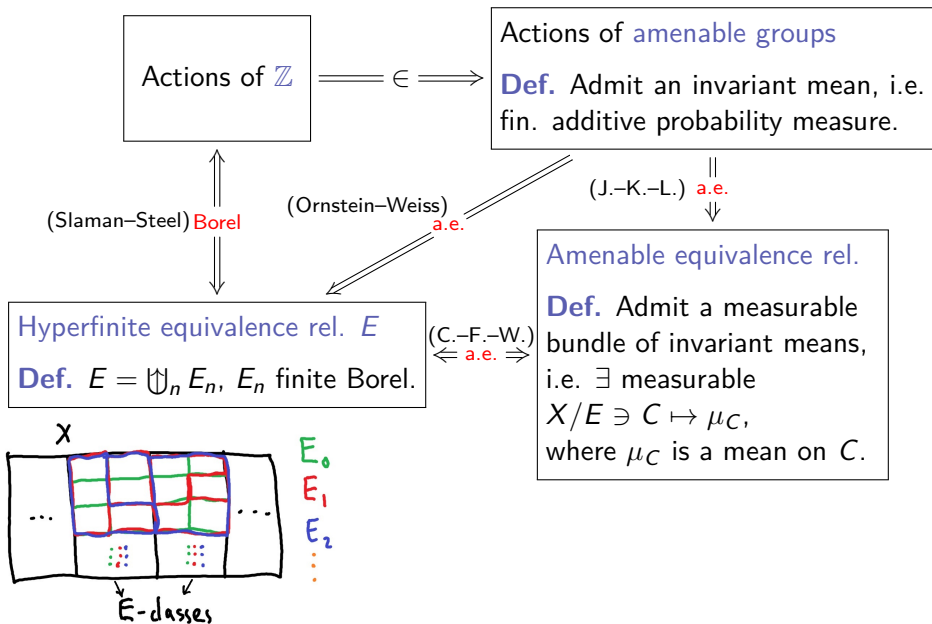 Actions of ℤ
∈
Actions of amenable groups
Def. Admit an invariant mean, i.e.
fin. additive probability measure.
(Slaman–Steel) Borel
(Ornstein–Weiss)
a.e.
(J.–K.–L.) a.e.
Hyperfinite equivalence rel. E
Def. E = ⋃ₙ Eₙ, Eₙ finite Borel.
(C.–F.–W.)
a.e.
Amenable equivalence rel.
Def. Admit a measurable
bundle of invariant means,
i.e. ∃ measurable
X/E ∋ C ↦ μ_C,
where μ_C is a mean on C.
X
E₀
E₁
E₂
...
...
E-classes